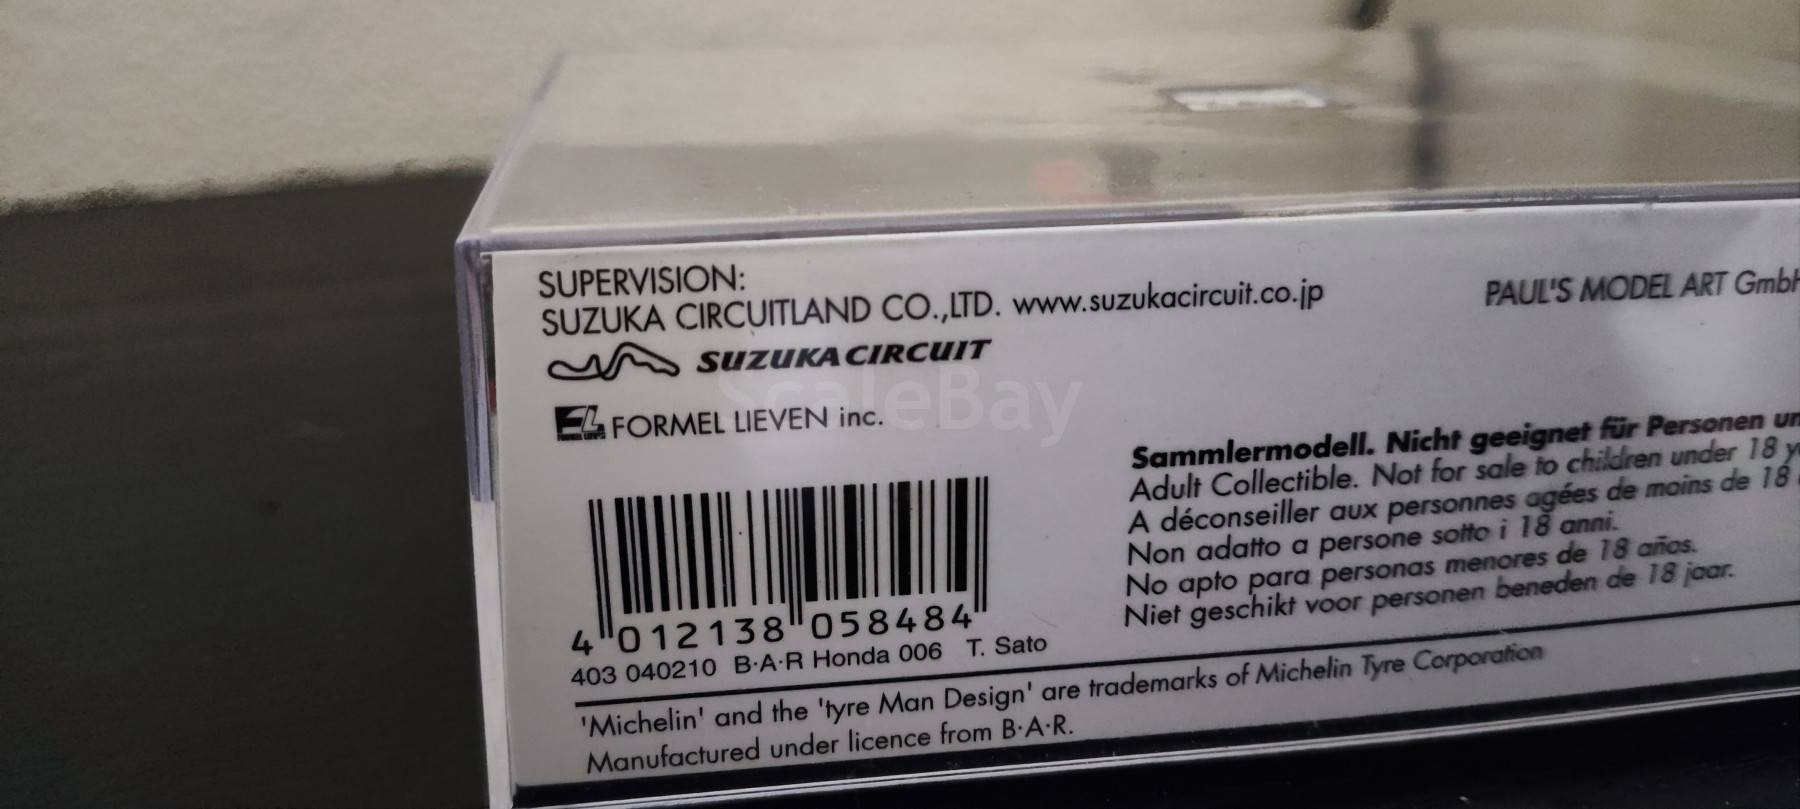 SUPERVISION:
SUZUKA CIRCUITLAND CO.,LTD. www.suzukacircuit.co.jp
PAUL'S MODEL ART GmbH
SUZUKA CIRCUIT
ScaleBay
FL FORMEL LIEVEN inc.
Sammlermodell. Nicht geeignet für Personen un
Adult Collectible. Not for sale to children under 18 y
A déconseiller aux personnes agées de moins de 18
Non adatto a persone sotto i 18 anni.
No apto para personas menores de 18 años.
Niet geschikt voor personen beneden de 18 jaar.
4 012138 058484
403 040210 B·A·R Honda 006 T. Sato
'Michelin' and the 'tyre Man Design' are trademarks of Michelin Tyre Corporation
Manufactured under licence from B·A·R.